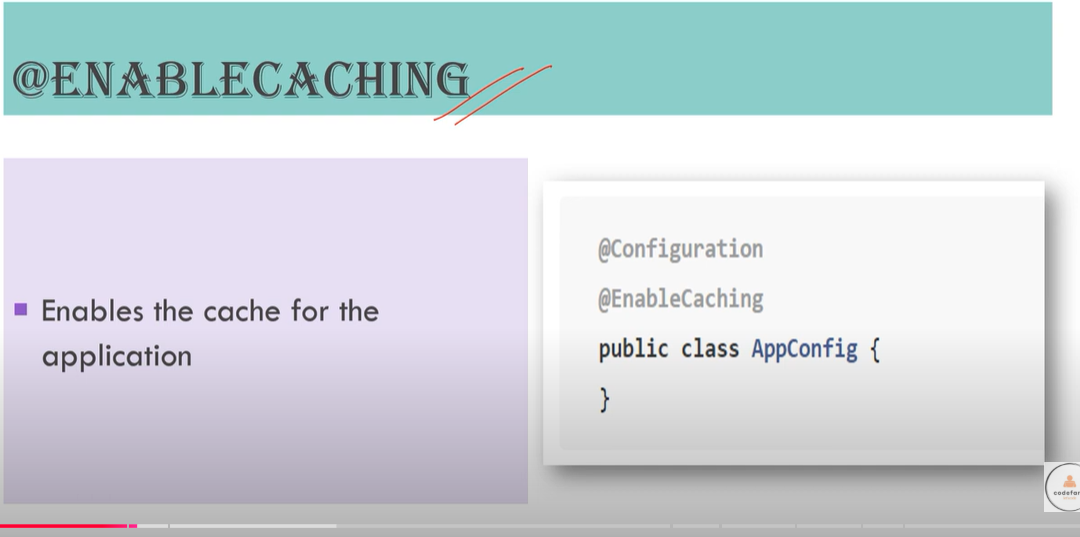 @ENABLECACHING
Enables the cache for the
application
@Configuration
@EnableCaching
public class AppConfig {
}